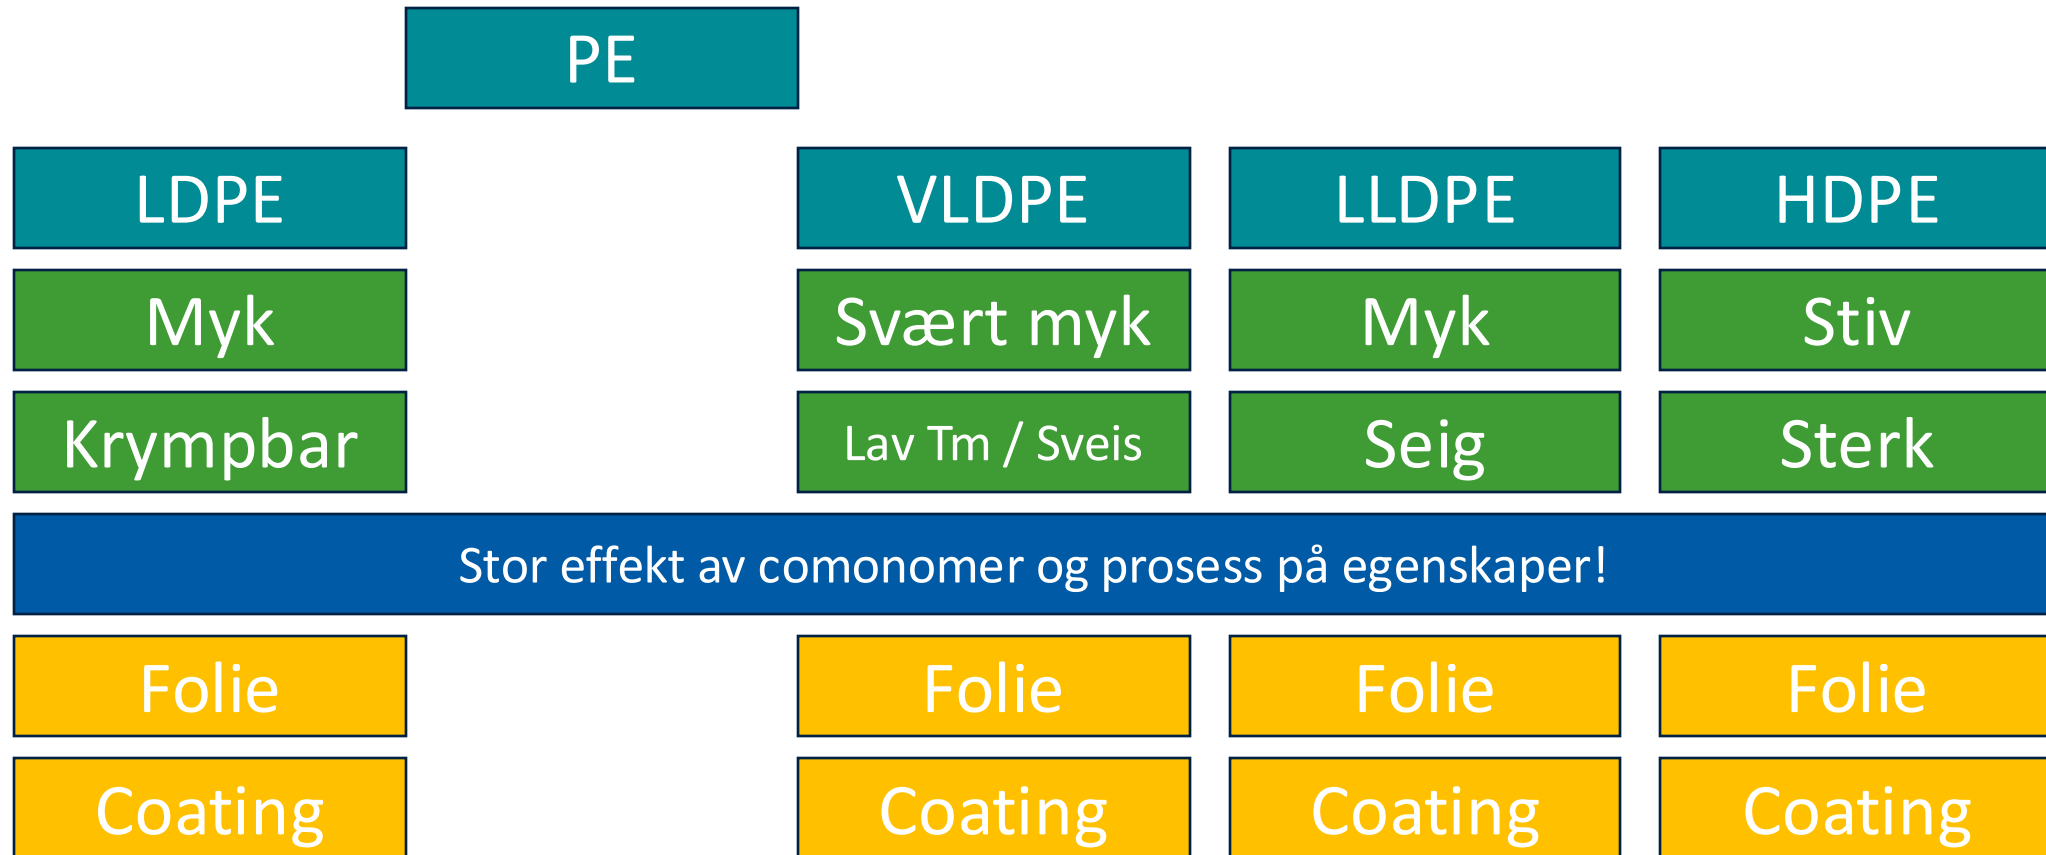 PE
LDPE
VLDPE
LLDPE
HDPE
Myk
Svært myk
Myk
Stiv
Krympbar
Lav Tm / Sveis
Seig
Sterk
Stor effekt av comonomer og prosess på egenskaper!
Folie
Folie
Folie
Folie
Coating
Coating
Coating
Coating